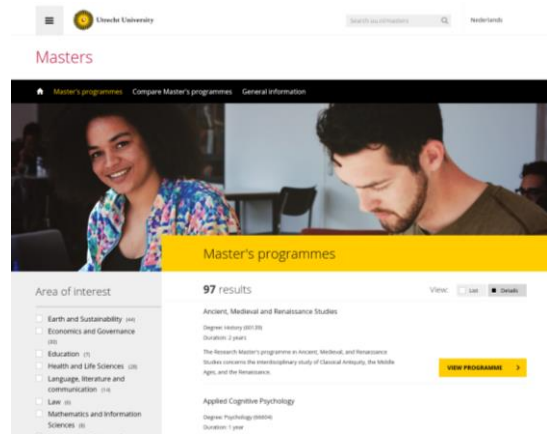 Utrecht University
Search uu.nl/masters
Nederlands
Masters
Master's programmes
Compare Master's programmes
General information
Master's programmes
Area of interest
Earth and Sustainability (44)
Economics and Governance
Education (7)
Health and Life Sciences (28)
Language, literature and
communication (14)
Law (6)
Mathematics and Information
Sciences (8)
97 results
View:
List
Details
Ancient, Medieval and Renaissance Studies
Degree: History (60139)
Duration: 2 years
The Research Master's programme in Ancient, Medieval, and Renaissance
Studies concerns the interdisciplinary study of Classical Antiquity, the Middle
Ages, and the Renaissance.
VIEW PROGRAMME
Applied Cognitive Psychology
Degree: Psychology (66604)
Duration: 1 year